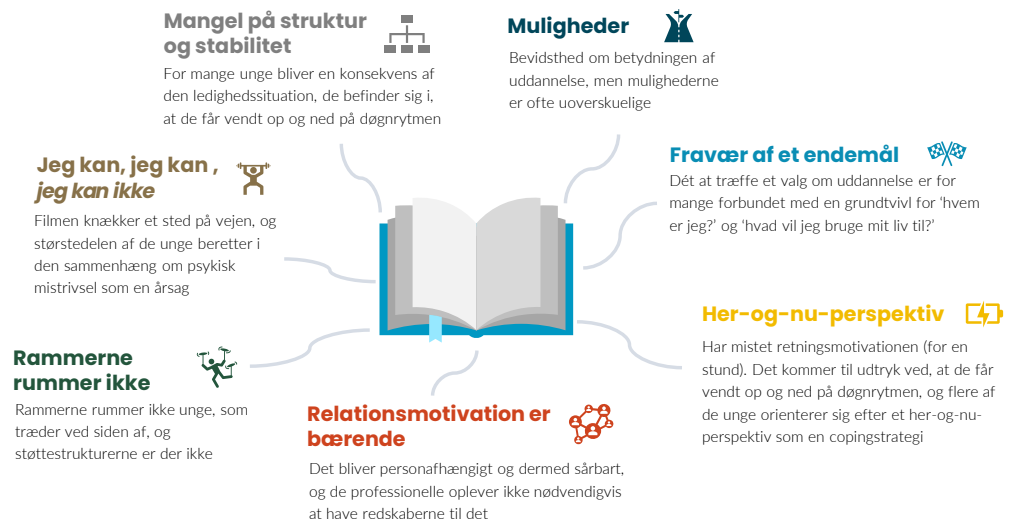 Mangel på struktur
og stabilitet
For mange unge bliver en konsekvens af
den ledighedssituation, de befinder sig i,
at de får vendt op og ned på døgnrytmen
Muligheder
Bevidsthed om betydningen af
uddannelse, men mulighederne
er ofte uoverskuelige
Jeg kan, jeg kan ,
jeg kan ikke
Filmen knækker et sted på vejen, og
størstedelen af de unge beretter i
den sammenhæng om psykisk
mistrivsel som en årsag
Fravær af et endemål
Dét at træffe et valg om uddannelse er for
mange forbundet med en grundtvivl for ‘hvem
er jeg?’ og ‘hvad vil jeg bruge mit liv til?’
Her-og-nu-perspektiv
Har mistet retningsmotivationen (for en
stund). Det kommer til udtryk ved, at de får
vendt op og ned på døgnrytmen, og flere af
de unge orienterer sig efter et her-og-nu-
perspektiv som en copingstrategi
Rammerne
rummer ikke
Rammerne rummer ikke unge, som
træder ved siden af, og
støttestrukturerne er der ikke
Relationsmotivation er
bærende
Det bliver personafhængigt og dermed sårbart,
og de professionelle oplever ikke nødvendigvis
at have redskaberne til det